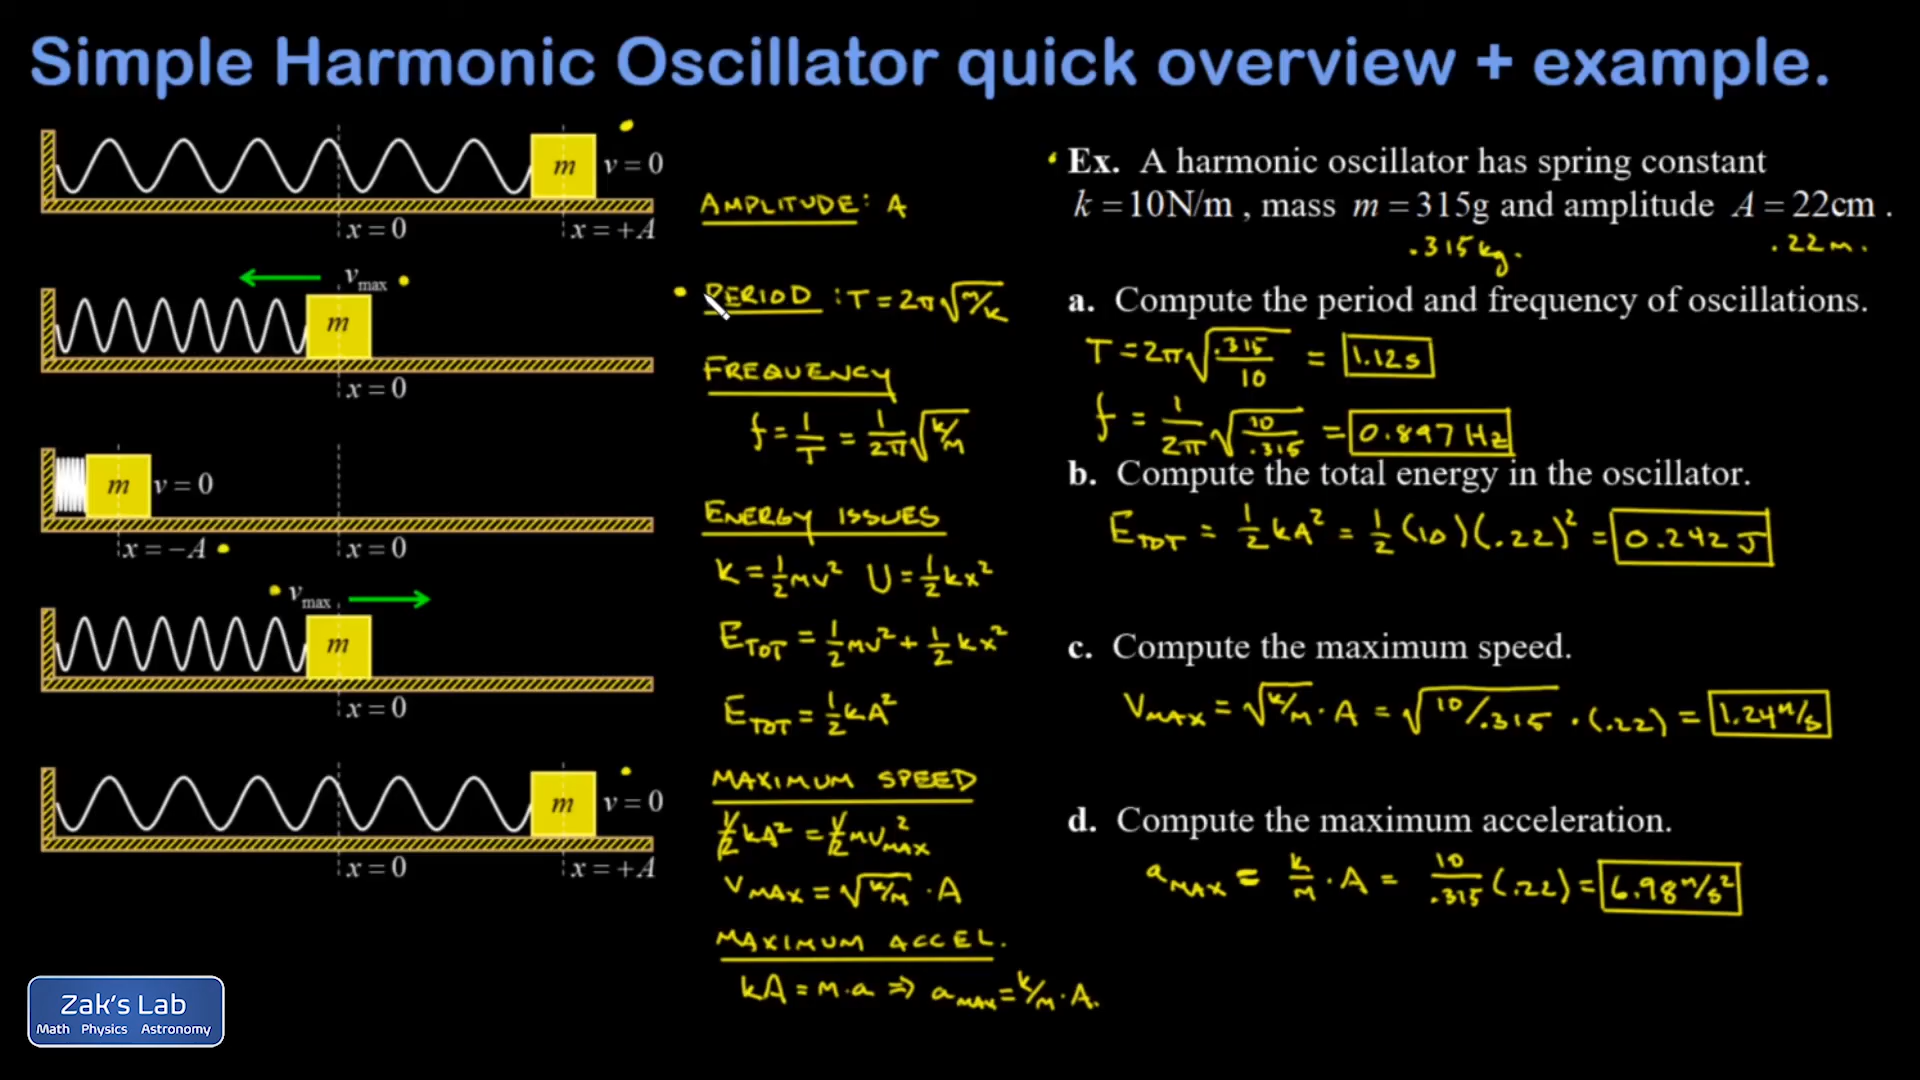 Simple Harmonic Oscillator quick overview + example.
m v = 0
x = 0 x = +A
v_max
m
x = 0
m v = 0
x = −A x = 0
v_max
m
x = 0
m v = 0
x = 0 x = +A
Zak's Lab
Math Physics Astronomy
AMPLITUDE: A
PERIOD: T = 2π√(m/k)
FREQUENCY
f = 1/T = 1/2π √(k/m)
ENERGY ISSUES
K = ½mv² U = ½kx²
E_TOT = ½mv² + ½kx²
E_TOT = ½kA²
MAXIMUM SPEED
½kA² = ½mv²_MAX
v_MAX = √(k/m) · A
MAXIMUM ACCEL.
kA = m·a ⇒ a_MAX = k/m · A.
Ex. A harmonic oscillator has spring constant
k = 10N/m , mass m = 315g and amplitude A = 22cm .
.315 kg. .22 m.
a. Compute the period and frequency of oscillations.
T = 2π√(.315/10) = 1.12s
f = 1/2π √(10/.315) = 0.897 Hz
b. Compute the total energy in the oscillator.
E_TOT = ½kA² = ½(10)(.22)² = 0.242 J
c. Compute the maximum speed.
v_MAX = √(k/m) · A = √(10/.315) · (.22) = 1.24 m/s
d. Compute the maximum acceleration.
a_MAX = k/m · A = 10/.315 (.22) = 6.98 m/s²